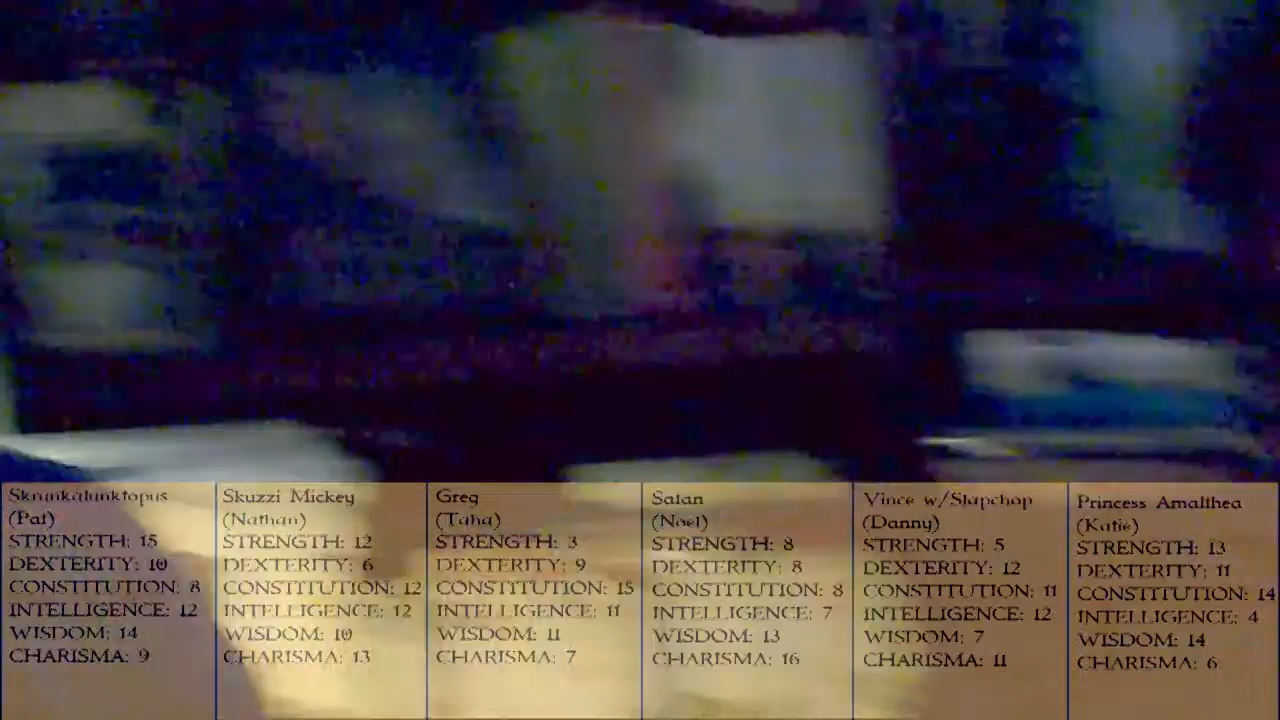 Skrunkalunktopus
(Pat)
STRENGTH: 15
DEXTERITY: 10
CONSTITUTION: 8
INTELLIGENCE: 12
WISDOM: 14
CHARISMA: 9
Skuzzi Mickey
(Nathan)
STRENGTH: 12
DEXTERITY: 6
CONSTITUTION: 12
INTELLIGENCE: 12
WISDOM: 10
CHARISMA: 13
Greg
(Taha)
STRENGTH: 3
DEXTERITY: 9
CONSTITUTION: 15
INTELLIGENCE: 11
WISDOM: 11
CHARISMA: 7
Satan
(Noel)
STRENGTH: 8
DEXTERITY: 8
CONSTITUTION: 8
INTELLIGENCE: 7
WISDOM: 13
CHARISMA: 16
Vince w/Slapchop
(Danny)
STRENGTH: 5
DEXTERITY: 12
CONSTITUTION: 11
INTELLIGENCE: 12
WISDOM: 7
CHARISMA: 11
Princess Amalthea
(Katie)
STRENGTH: 13
DEXTERITY: 11
CONSTITUTION: 14
INTELLIGENCE: 4
WISDOM: 14
CHARISMA: 6